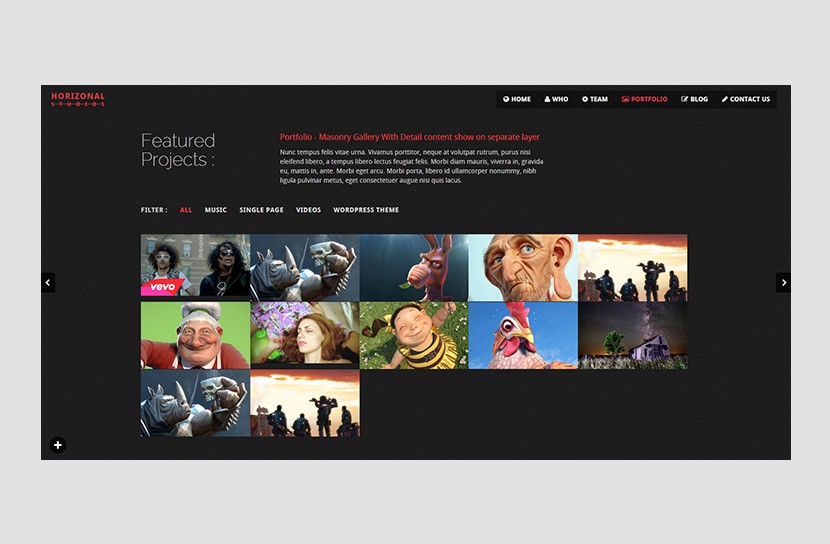 HORIZONAL
STUDIOS
HOME WHO TEAM PORTFOLIO BLOG CONTACT US
Featured
Projects :
Portfolio - Masonry Gallery With Detail content show on separate layer
Nunc tempus felis vitae urna. Vivamus porttitor, neque at volutpat rutrum, purus nisi
eleifend libero, a tempus libero lectus feugiat felis. Morbi diam mauris, viverra in, gravida
eu, mattis in, ante. Morbi eget arcu. Morbi porta, libero id ullamcorper nonummy, nibh
ligula pulvinar metus, eget consectetuer augue nisi quis lacus.
FILTER : ALL MUSIC SINGLE PAGE VIDEOS WORDPRESS THEME
vevo